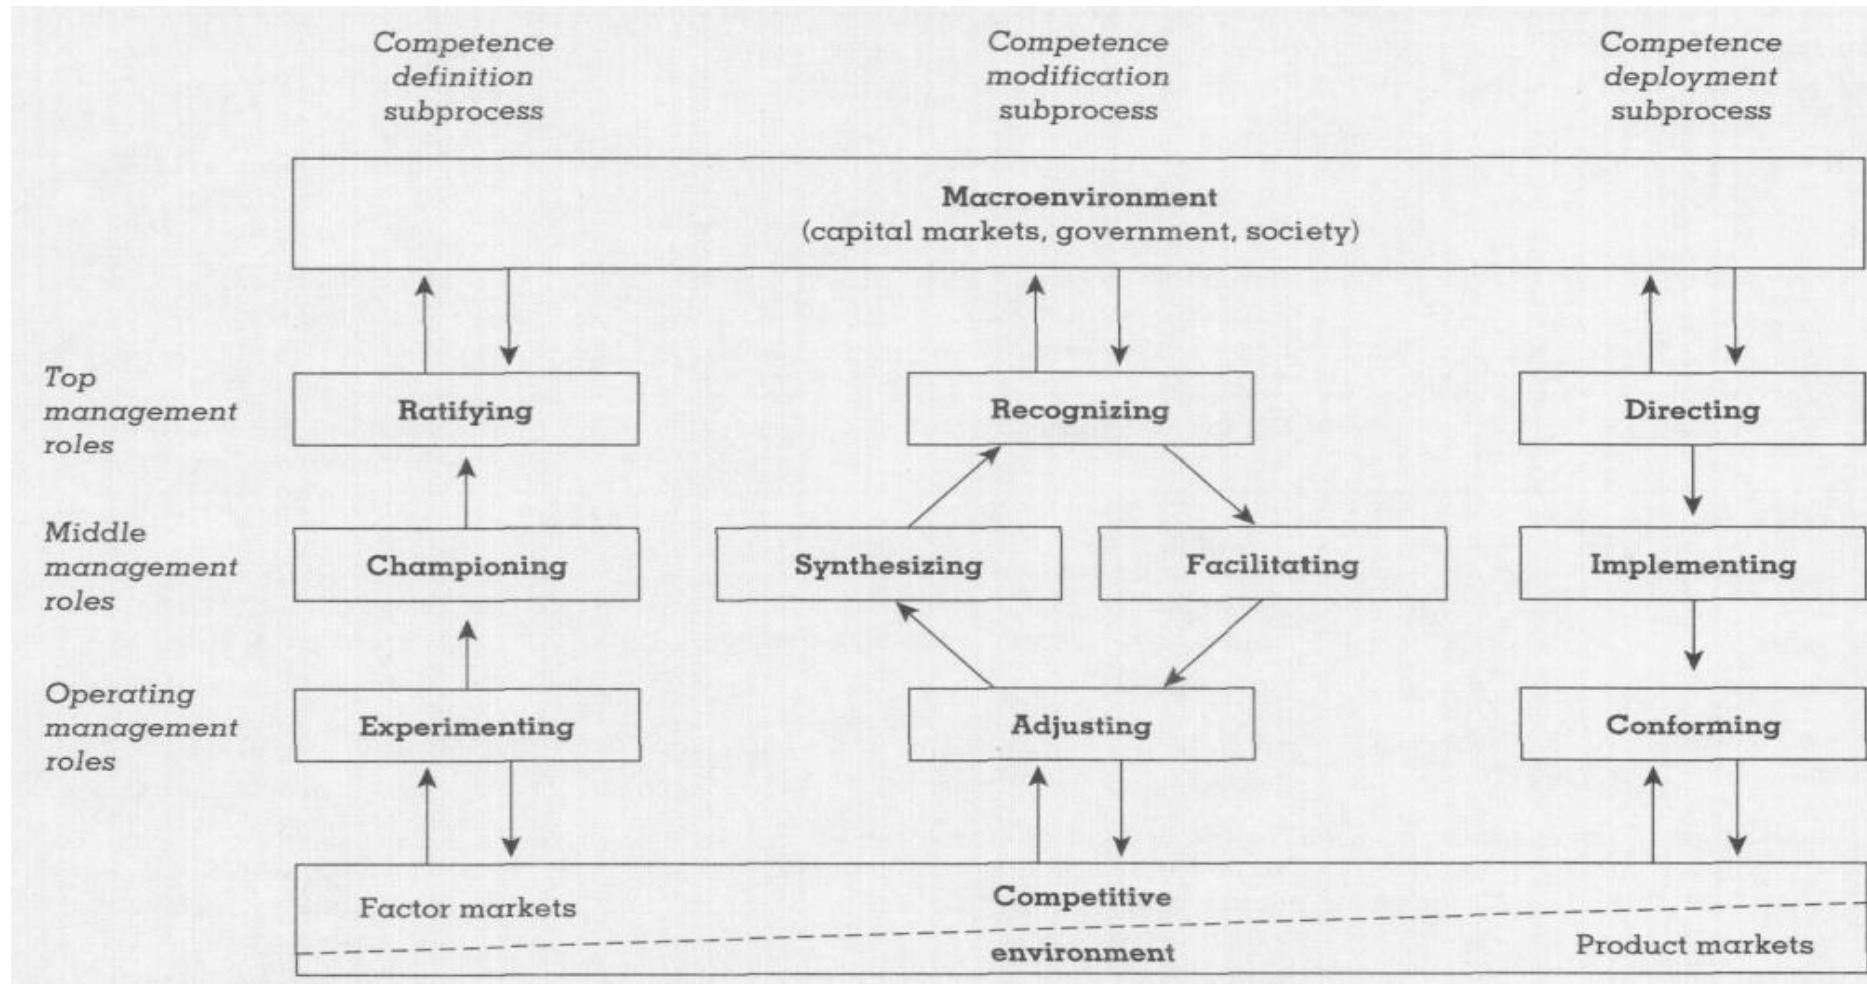 Competence
definition
subprocess
Competence
modification
subprocess
Competence
deployment
subprocess
Macroenvironment
(capital markets, government, society)
Top
management
roles
Ratifying
Recognizing
Directing
Middle
management
roles
Championing
Synthesizing
Facilitating
Implementing
Operating
management
roles
Experimenting
Adjusting
Conforming
Factor markets
Competitive
environment
Product markets